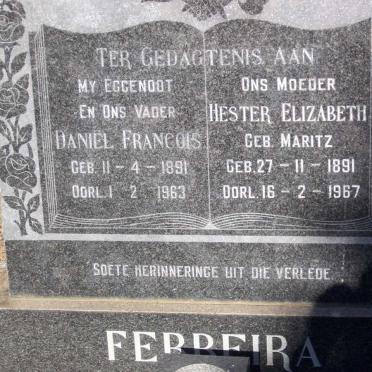 TER GEDAGTENIS AAN
MY EGGENOOT
EN ONS VADER
DANIEL FRANCOIS
GEB. 11 - 4 - 1891
OORL. 1 - 2 - 1963
ONS MOEDER
HESTER ELIZABETH
GEB. MARITZ
GEB. 27 - 11 - 1891
OORL. 16 - 2 - 1967
SOETE HERINNERINGE UIT DIE VERLEDE.
FERREIRA